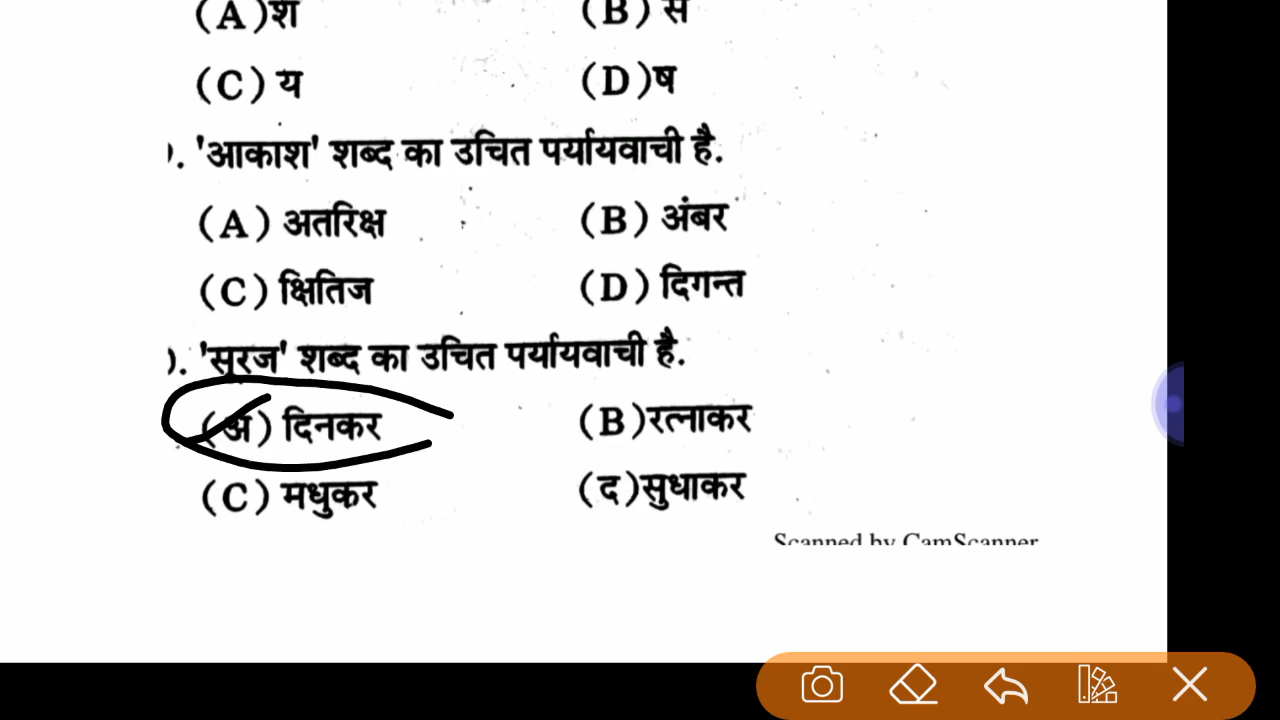 (A) श (B) स
(C) य (D) ष
. 'आकाश' शब्द का उचित पर्यायवाची है.
(A) अतरिक्ष (B) अंबर
(C) क्षितिज (D) दिगन्त
). 'सूरज' शब्द का उचित पर्यायवाची है.
(अ) दिनकर (B) रत्नाकर
(C) मधुकर (द) सुधाकर
Scanned by CamScanner